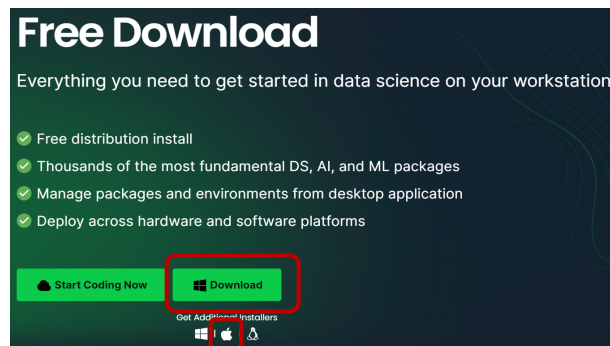 Free Download
Everything you need to get started in data science on your workstation
Free distribution install
Thousands of the most fundamental DS, AI, and ML packages
Manage packages and environments from desktop application
Deploy across hardware and software platforms
Start Coding Now
Download
Get Additional Installers